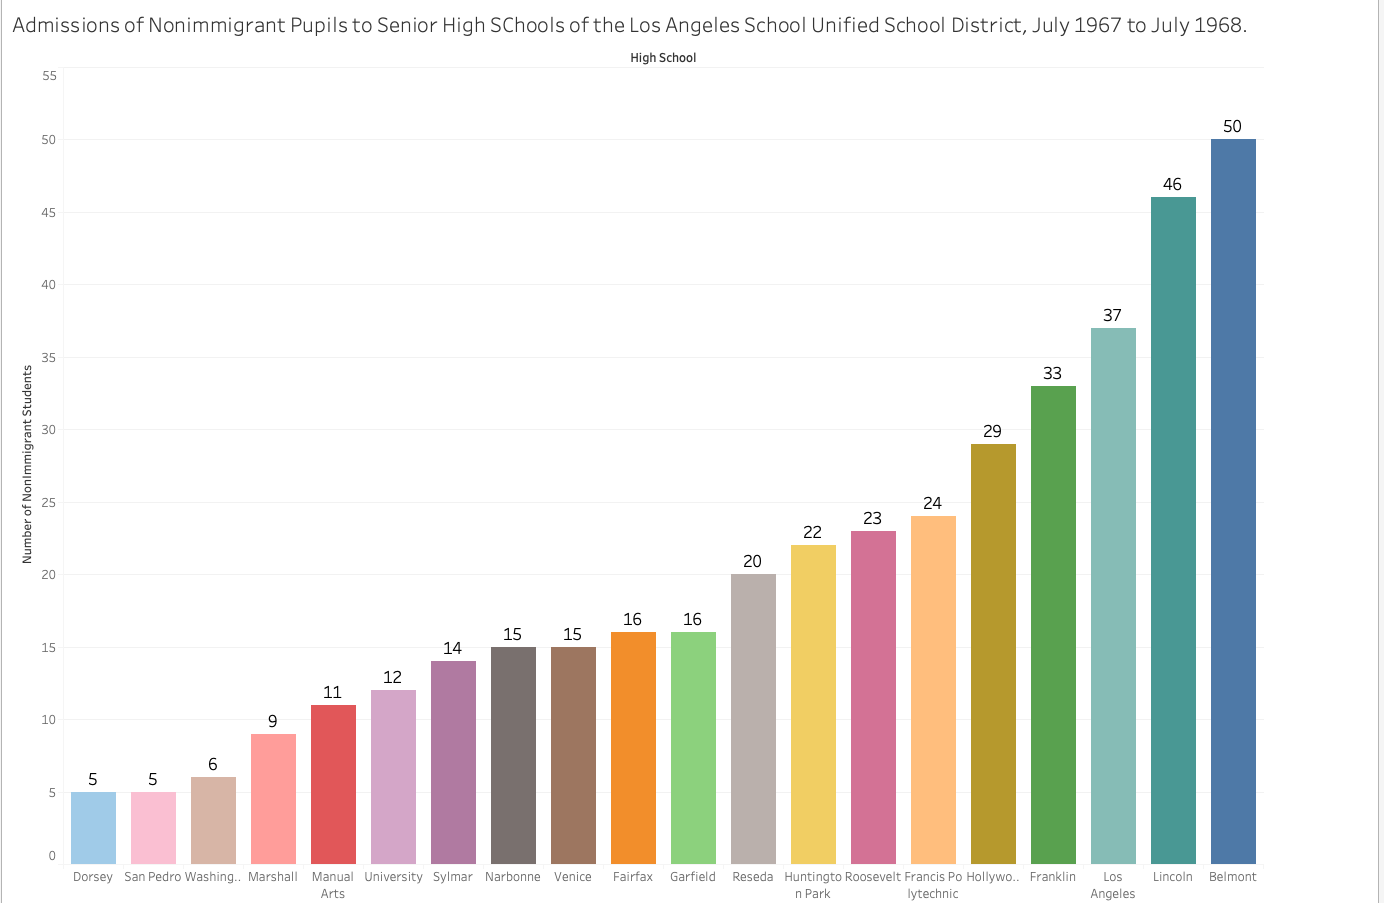 Admissions of Nonimmigrant Pupils to Senior High SChools of the Los Angeles School Unified School District, July 1967 to July 1968.
High School
55
50
45
40
35
30
25
20
15
10
5
0
Number of NonImmigrant Students
5
5
6
9
11
12
14
15
15
16
16
20
22
23
24
29
33
37
46
50
Dorsey
San Pedro
Washing..
Marshall
Manual
Arts
University
Sylmar
Narbonne
Venice
Fairfax
Garfield
Reseda
Huntingto
n Park
Roosevelt
Francis Po
lytechnic
Hollywo..
Franklin
Los
Angeles
Lincoln
Belmont